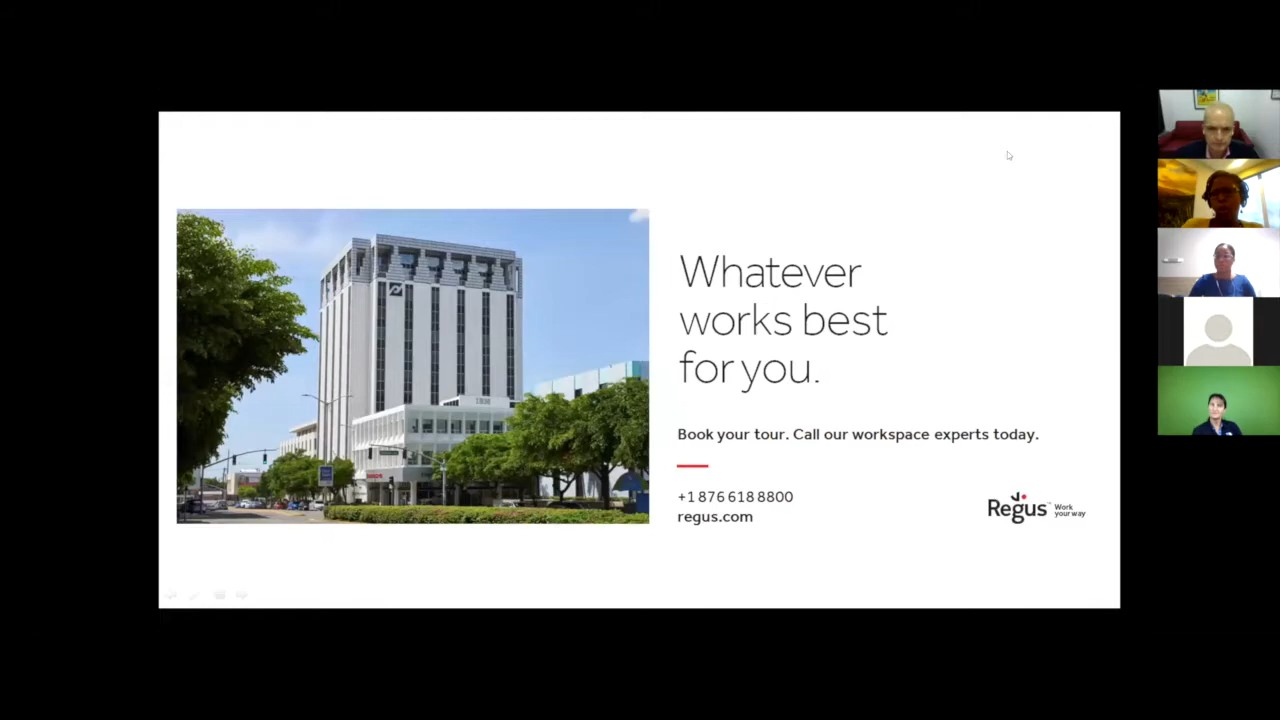 Whatever
works best
for you.
Book your tour. Call our workspace experts today.
+1 876 618 8800
regus.com
Regus
Work
your way